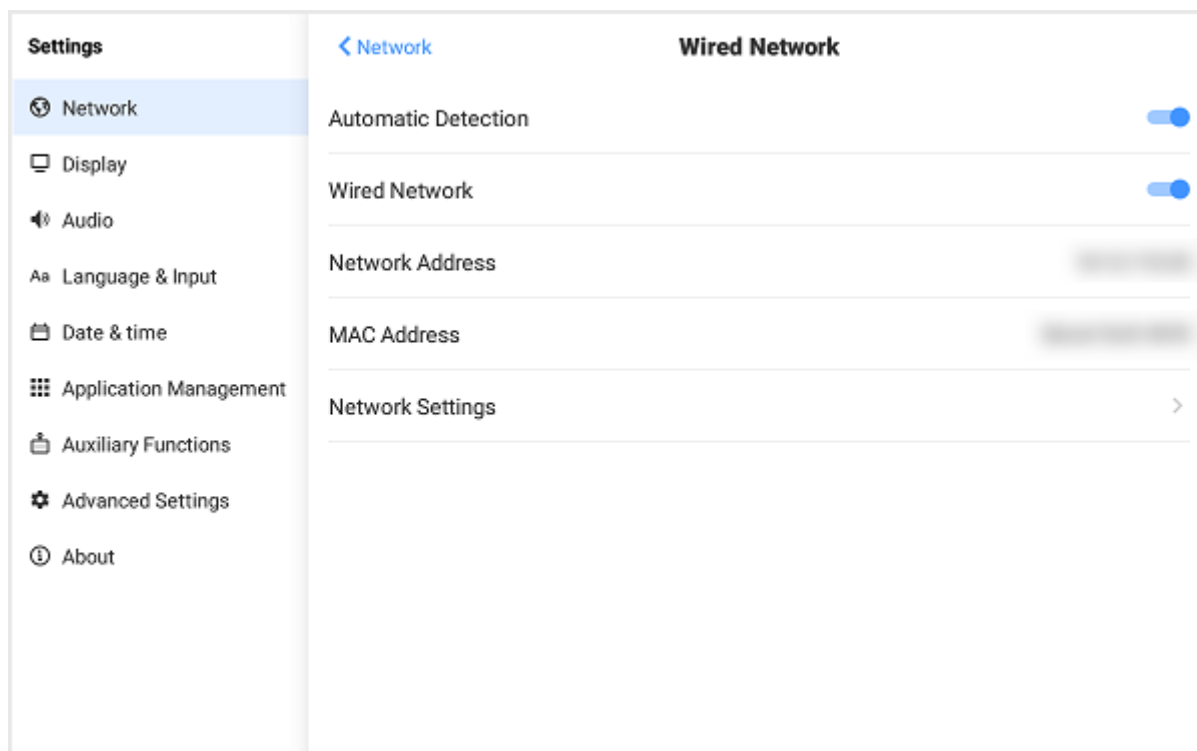 Settings
Network
Display
Audio
Aa Language & Input
Date & time
Application Management
Auxiliary Functions
Advanced Settings
About
Network
Wired Network
Automatic Detection
Wired Network
Network Address
MAC Address
Network Settings